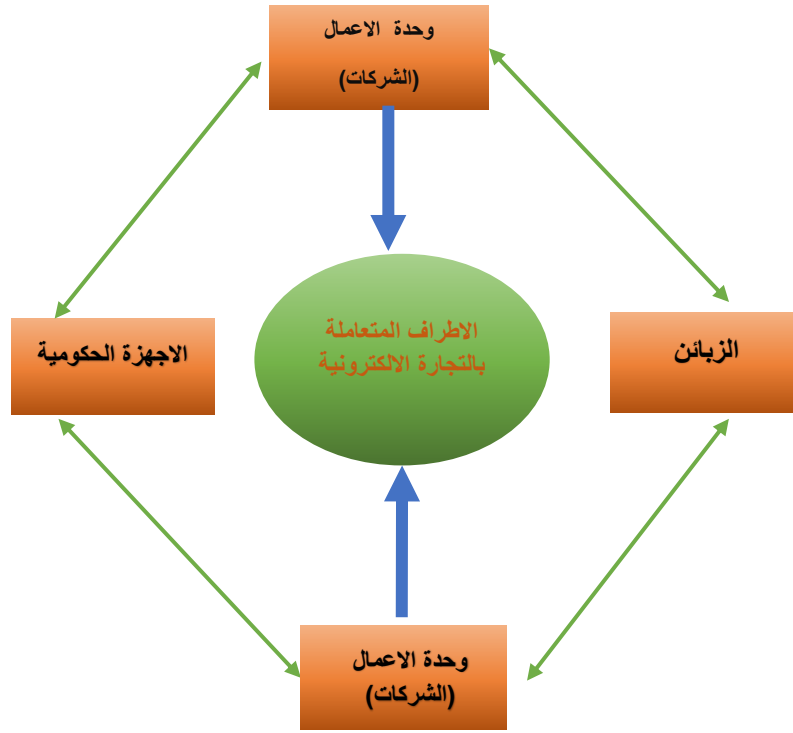 وحدة الاعمال
(الشركات)
الزبائن
الاطراف المتعاملة
بالتجارة الالكترونية
الاجهزة الحكومية
وحدة الاعمال
(الشركات)